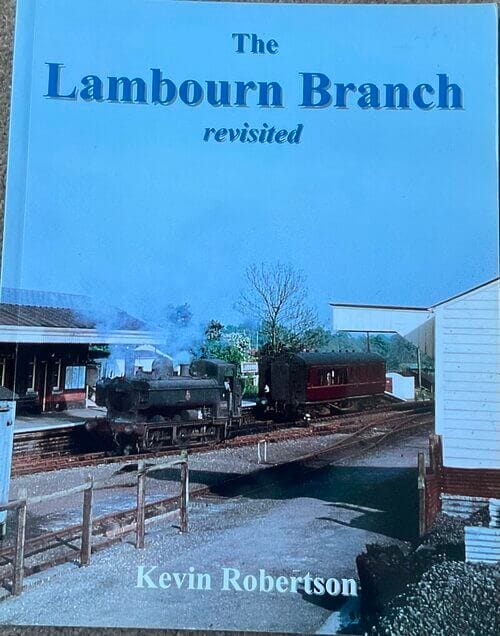 The
Lambourn Branch
revisited
Kevin Robertson